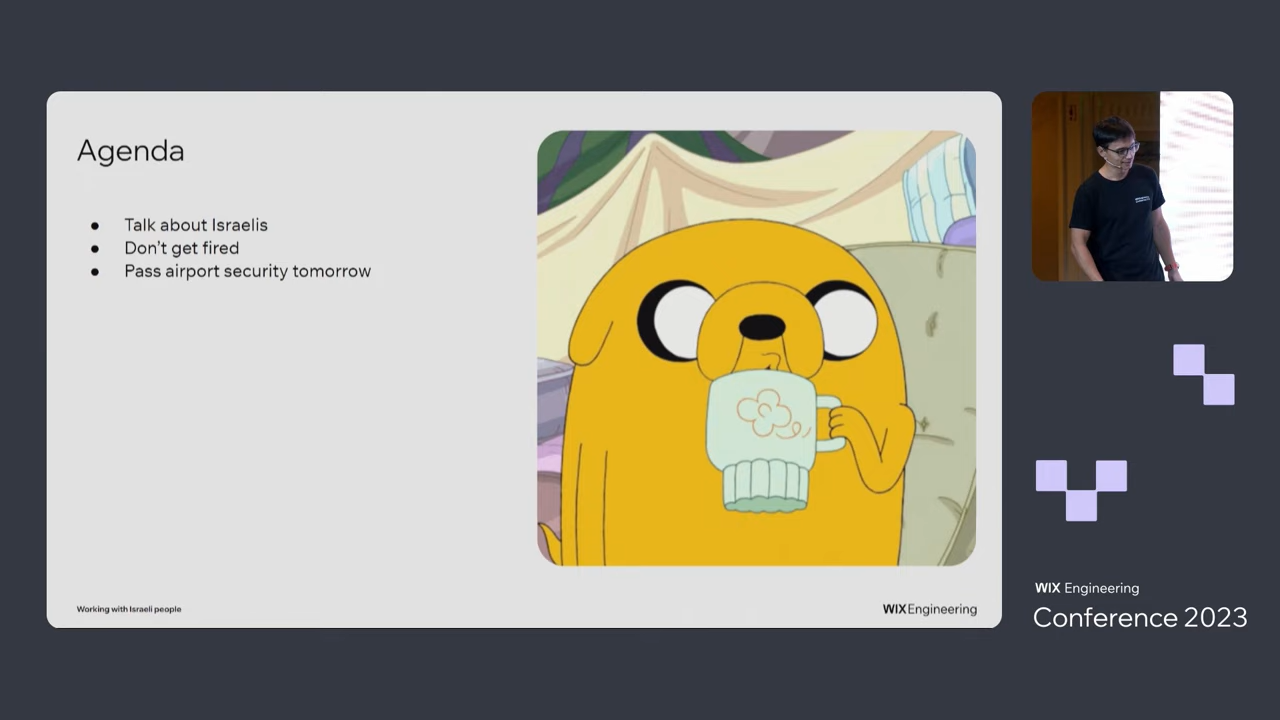 Agenda
● Talk about Israelis
● Don't get fired
● Pass airport security tomorrow
Working with Israeli people
WIX Engineering
WIX Engineering
Conference 2023